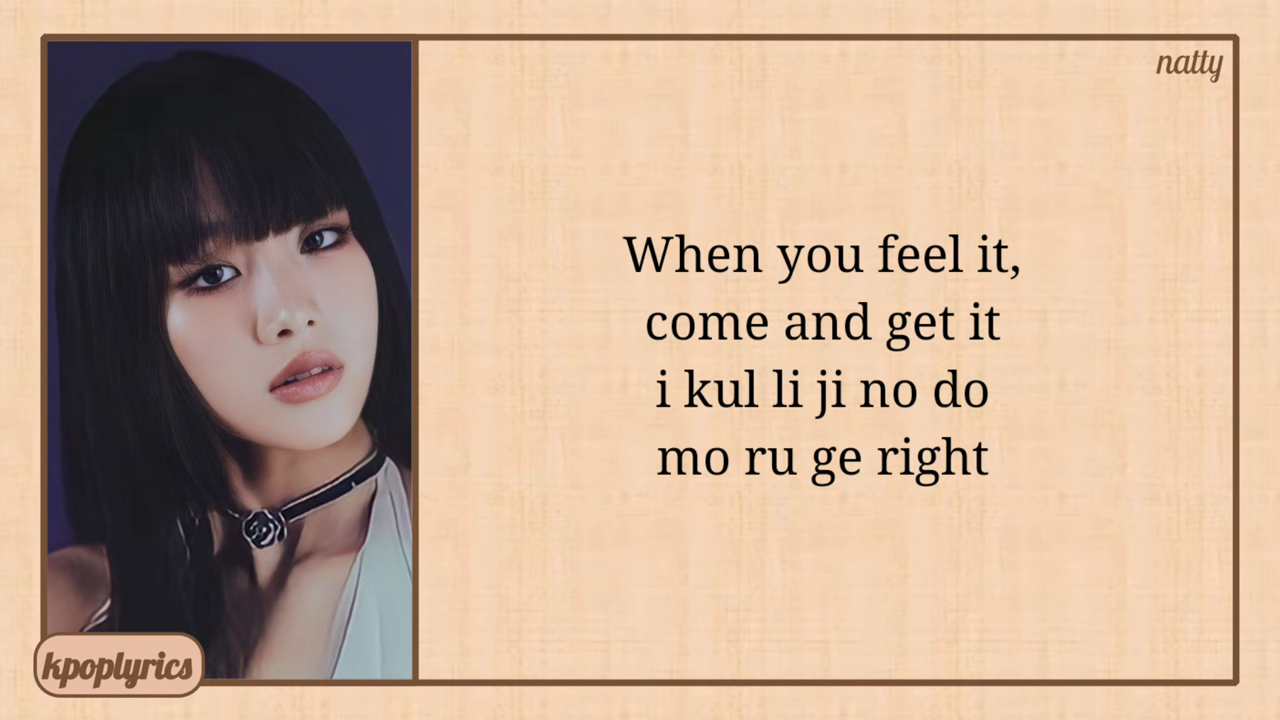 natty
When you feel it,
come and get it
i kul li ji no do
mo ru ge right
kpoplyrics